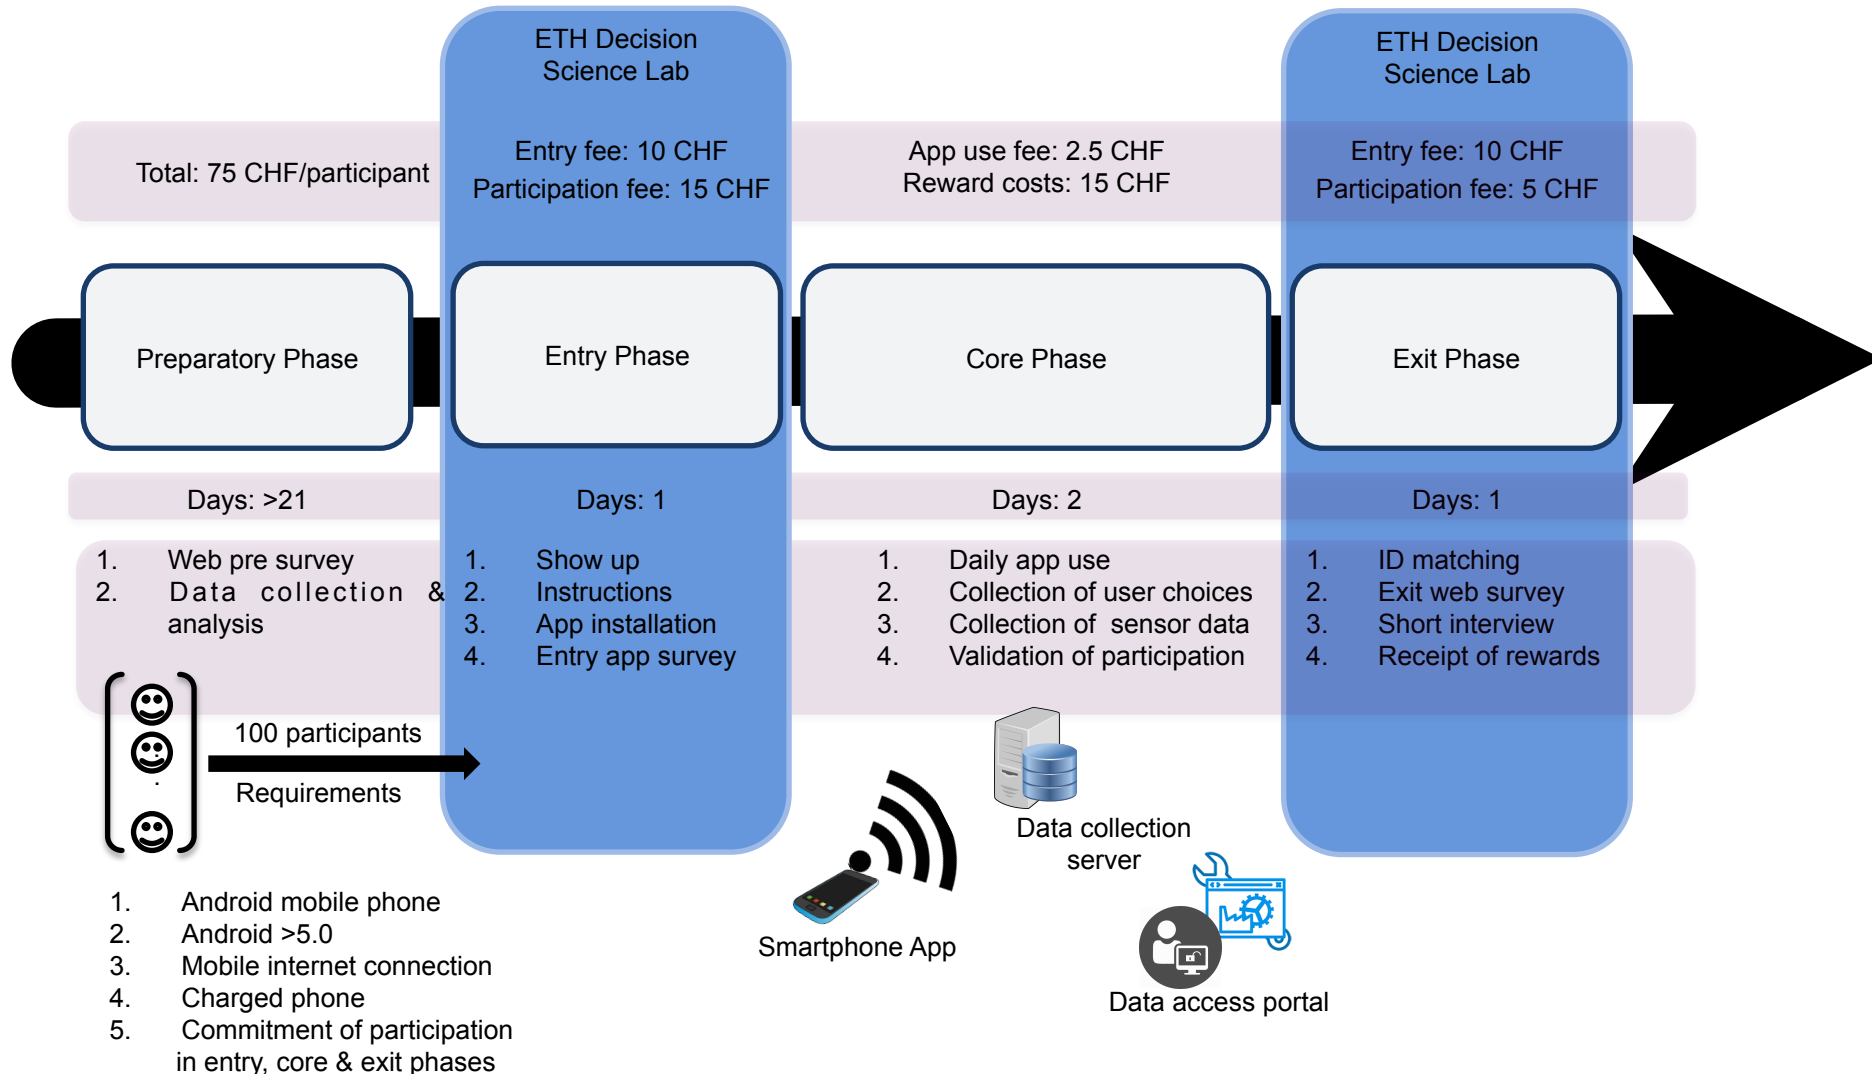 ETH Decision
Science Lab
ETH Decision
Science Lab
Total: 75 CHF/participant
Entry fee: 10 CHF
Participation fee: 15 CHF
App use fee: 2.5 CHF
Reward costs: 15 CHF
Entry fee: 10 CHF
Participation fee: 5 CHF
Preparatory Phase
Entry Phase
Core Phase
Exit Phase
Days: >21
Days: 1
Days: 2
Days: 1
1. Web pre survey
2. Data collection &
analysis
1. Show up
2. Instructions
3. App installation
4. Entry app survey
1. Daily app use
2. Collection of user choices
3. Collection of sensor data
4. Validation of participation
1. ID matching
2. Exit web survey
3. Short interview
4. Receipt of rewards
100 participants
Requirements
Data collection
server
Smartphone App
Data access portal
1. Android mobile phone
2. Android >5.0
3. Mobile internet connection
4. Charged phone
5. Commitment of participation
in entry, core & exit phases